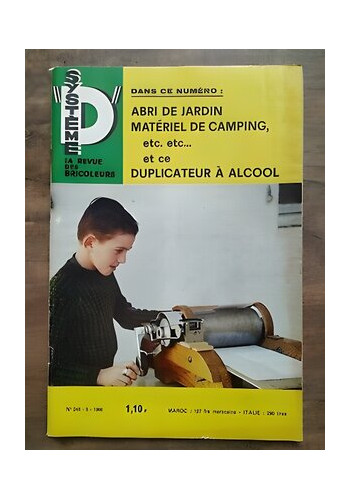 SYSTÈME
"D"
LA REVUE
DES
BRICOLEURS
DANS CE NUMÉRO :
ABRI DE JARDIN
MATÉRIEL DE CAMPING,
etc. etc...
et ce
DUPLICATEUR À ALCOOL
1,10 F
MAROC : 137 frs marocains - ITALIE : 290 lires